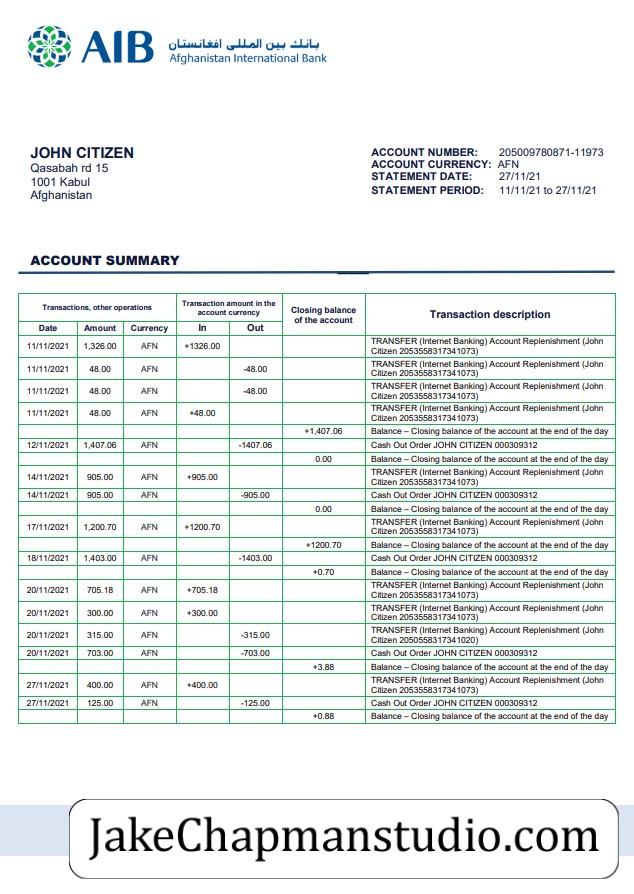 AIB
بانك بين المللی افغانستان
Afghanistan International Bank
JOHN CITIZEN
Qasabah rd 15
1001 Kabul
Afghanistan
ACCOUNT NUMBER: 205009780871-11973
ACCOUNT CURRENCY: AFN
STATEMENT DATE: 27/11/21
STATEMENT PERIOD: 11/11/21 to 27/11/21
ACCOUNT SUMMARY
Transactions, other operations
Transaction amount in the
account currency
Closing balance
of the account
Transaction description
Date Amount Currency In Out
11/11/2021 1,326.00 AFN +1326.00 TRANSFER (Internet Banking) Account Replenishment (John
Citizen 2053558317341073)
11/11/2021 48.00 AFN -48.00 TRANSFER (Internet Banking) Account Replenishment (John
Citizen 2053558317341073)
11/11/2021 48.00 AFN -48.00 TRANSFER (Internet Banking) Account Replenishment (John
Citizen 2053558317341073)
11/11/2021 48.00 AFN +48.00 TRANSFER (Internet Banking) Account Replenishment (John
Citizen 2053558317341073)
+1,407.06 Balance – Closing balance of the account at the end of the day
12/11/2021 1,407.06 AFN -1407.06 Cash Out Order JOHN CITIZEN 000309312
0.00 Balance – Closing balance of the account at the end of the day
14/11/2021 905.00 AFN +905.00 TRANSFER (Internet Banking) Account Replenishment (John
Citizen 2053558317341073)
14/11/2021 905.00 AFN -905.00 Cash Out Order JOHN CITIZEN 000309312
0.00 Balance – Closing balance of the account at the end of the day
17/11/2021 1,200.70 AFN +1200.70 TRANSFER (Internet Banking) Account Replenishment (John
Citizen 2053558317341073)
+1200.70 Balance – Closing balance of the account at the end of the day
18/11/2021 1,403.00 AFN -1403.00 Cash Out Order JOHN CITIZEN 000309312
+0.70 Balance – Closing balance of the account at the end of the day
20/11/2021 705.18 AFN +705.18 TRANSFER (Internet Banking) Account Replenishment (John
Citizen 2053558317341073)
20/11/2021 300.00 AFN +300.00 TRANSFER (Internet Banking) Account Replenishment (John
Citizen 2053558317341073)
20/11/2021 315.00 AFN -315.00 TRANSFER (Internet Banking) Account Replenishment (John
Citizen 2050558317341020)
20/11/2021 703.00 AFN -703.00 Cash Out Order JOHN CITIZEN 000309312
+3.88 Balance – Closing balance of the account at the end of the day
27/11/2021 400.00 AFN +400.00 TRANSFER (Internet Banking) Account Replenishment (John
Citizen 2053558317341073)
27/11/2021 125.00 AFN -125.00 Cash Out Order JOHN CITIZEN 000309312
+0.88 Balance – Closing balance of the account at the end of the day
JakeChapmanstudio.com